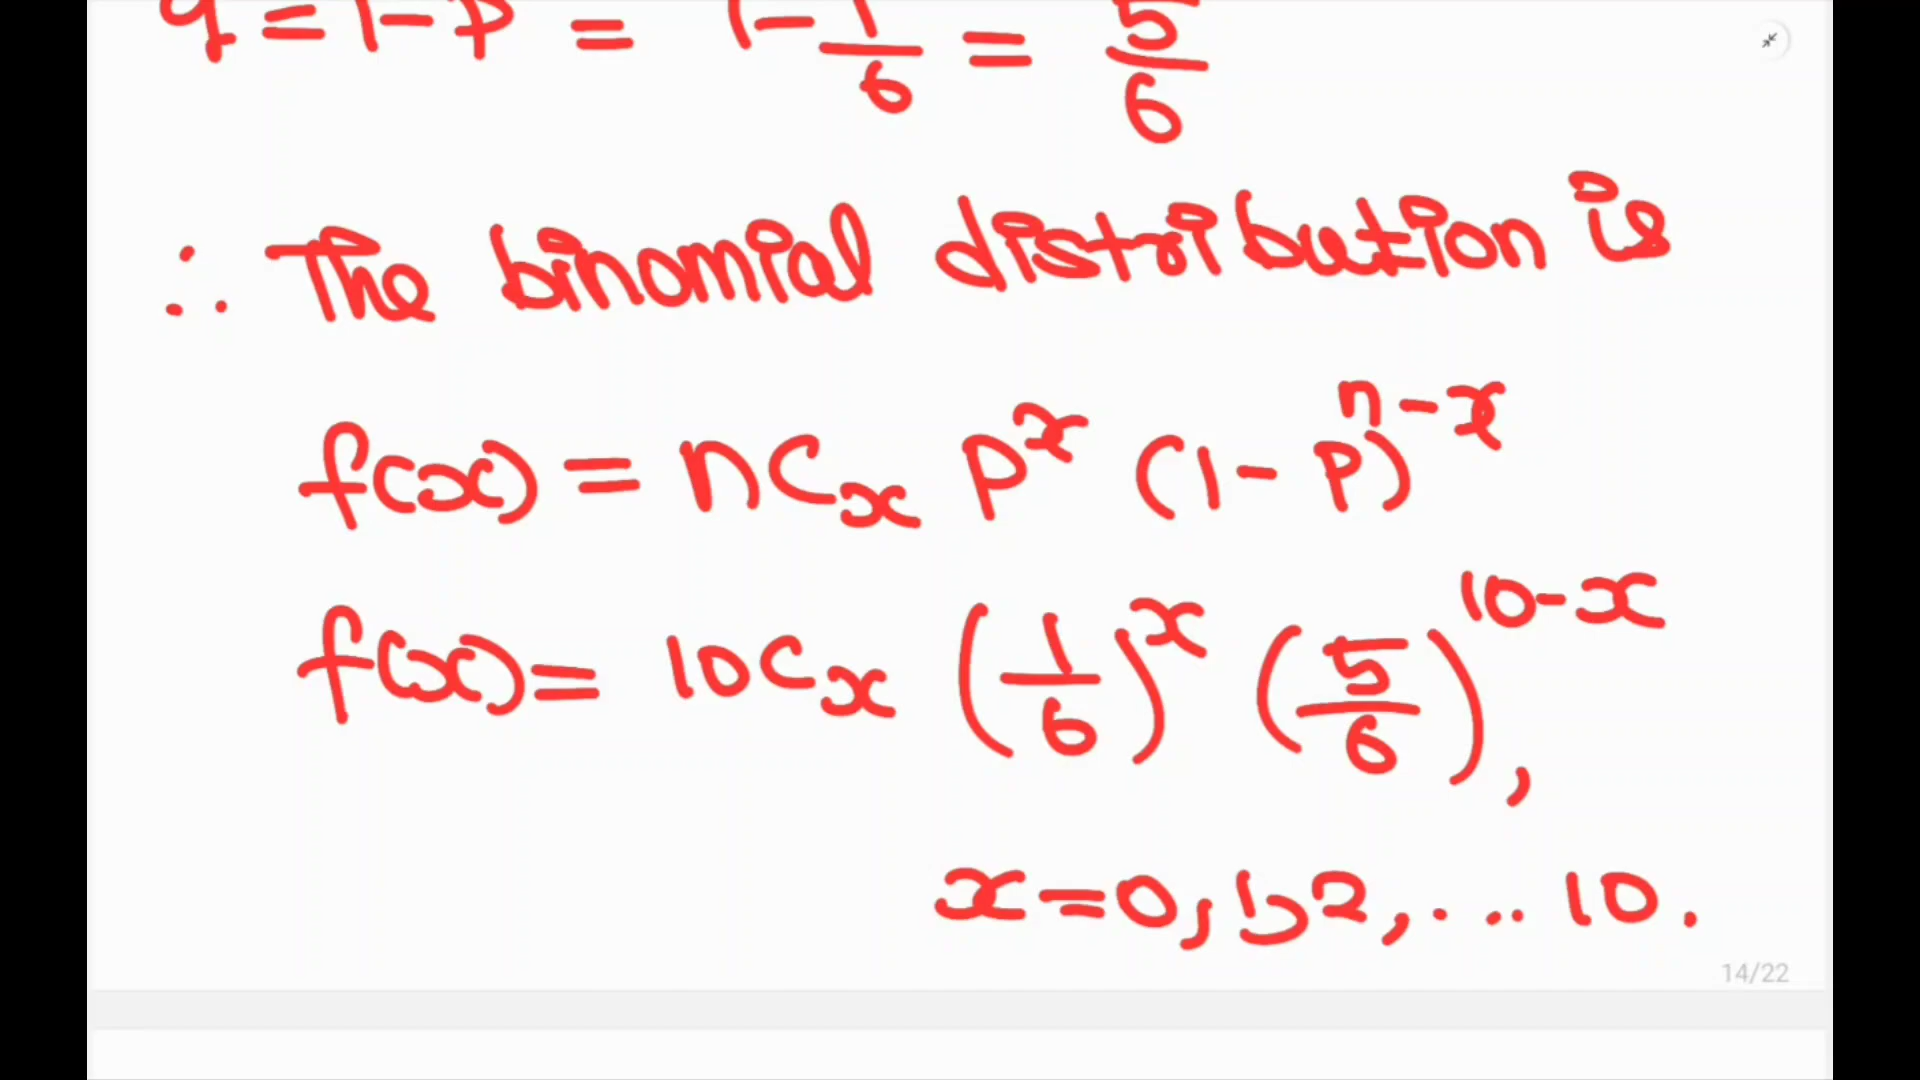 q = 1 - p = 1 - 1/6 = 5/6
∴ The binomial distribution is
f(x) = nCₓ pˣ (1 - p)ⁿ⁻ˣ
f(x) = 10Cₓ (1/6)ˣ (5/6)¹⁰⁻ˣ,
x = 0, 1, 2, ... 10.
14/22